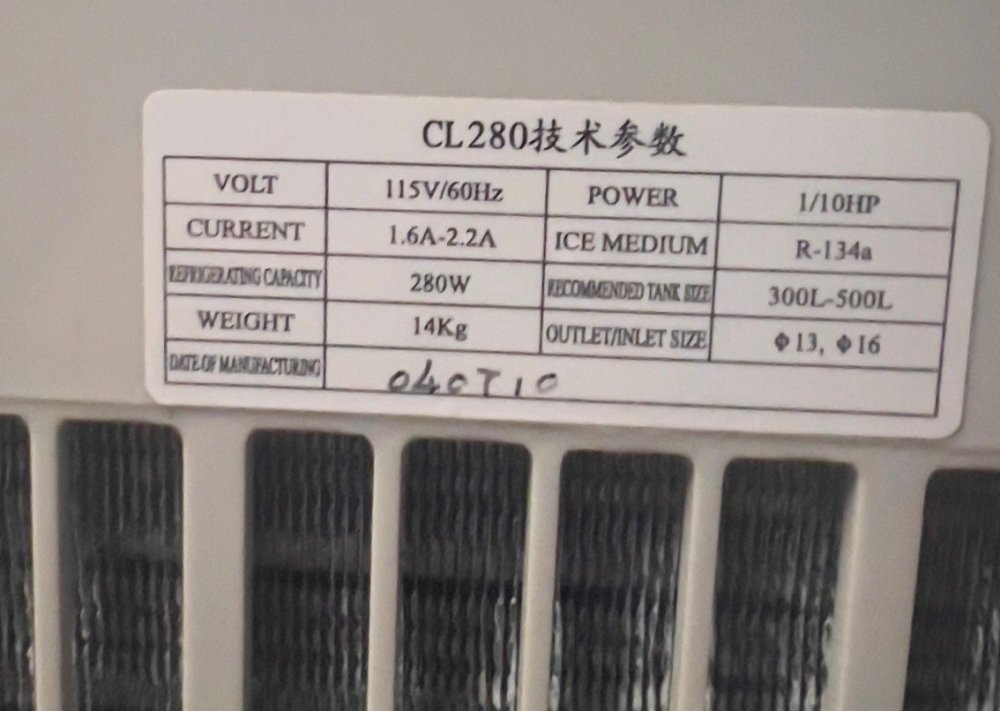 CL280技术参数
VOLT 115V/60Hz POWER 1/10HP
CURRENT 1.6A-2.2A ICE MEDIUM R-134a
REFRIGERATING CAPACITY 280W RECOMMENDED TANK SIZE 300L-500L
WEIGHT 14Kg OUTLET/INLET SIZE Φ13, Φ16
DATE OF MANUFACTURING